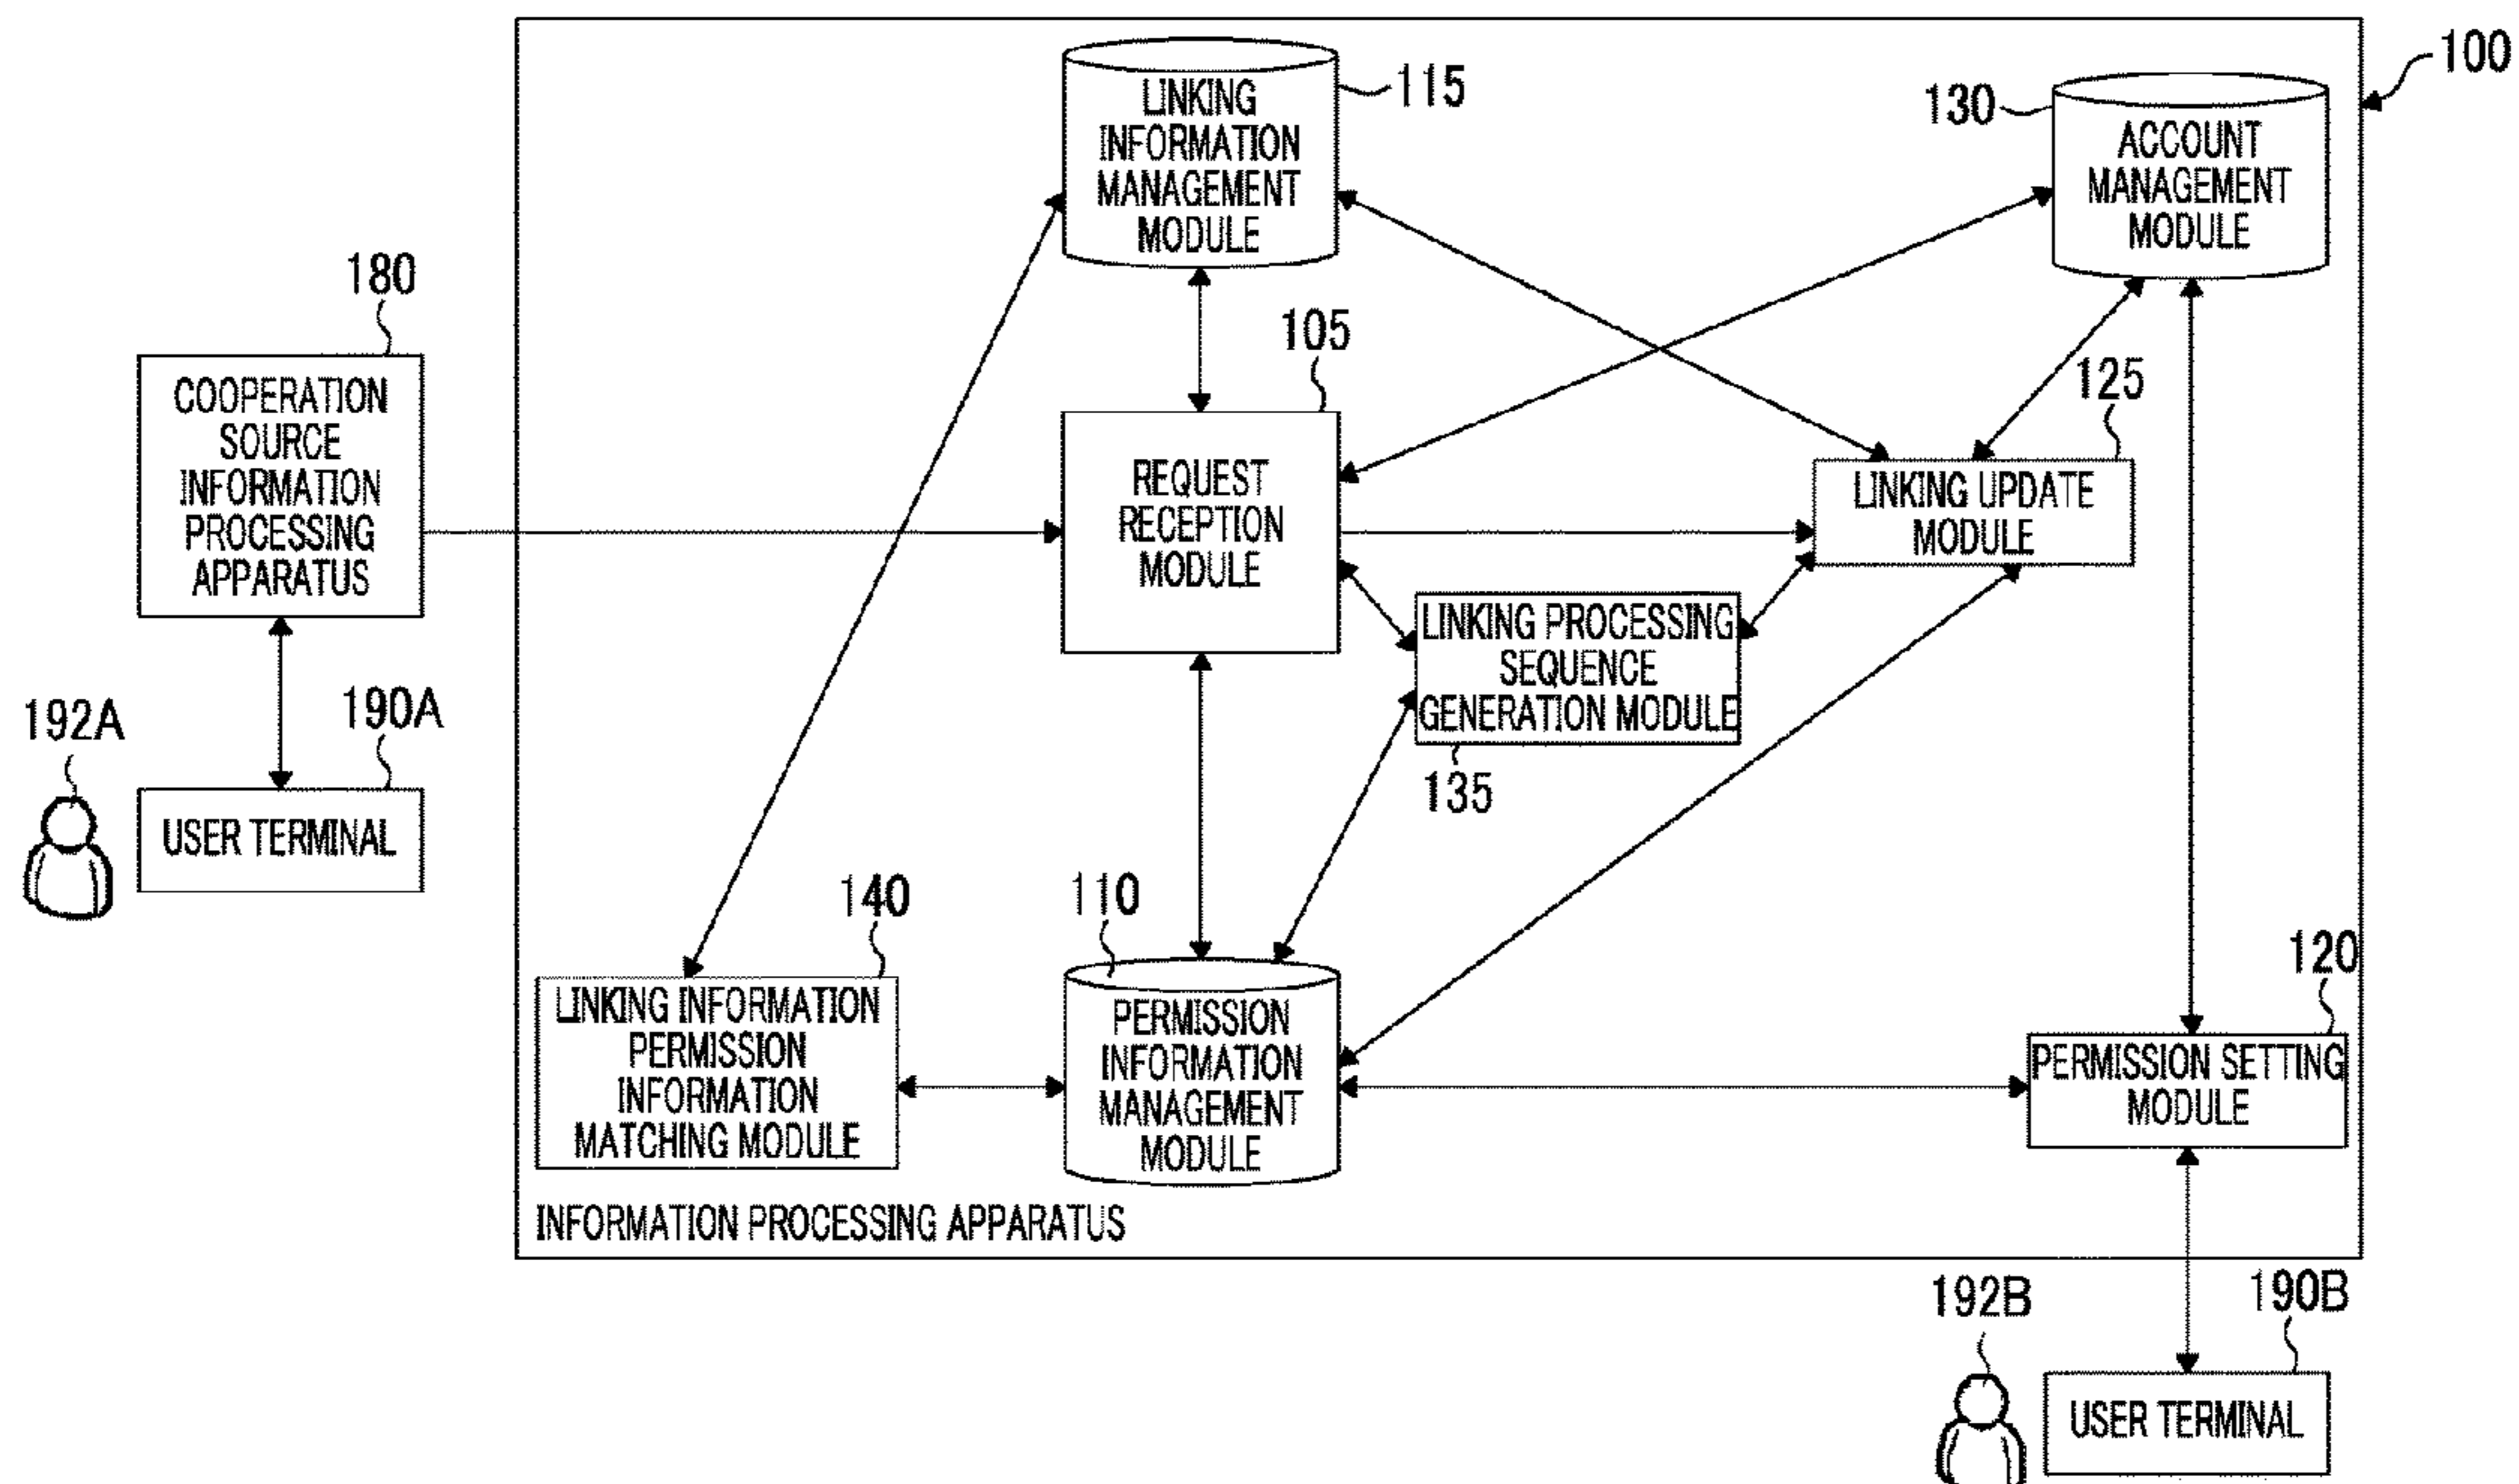 100
115
LINKING
INFORMATION
MANAGEMENT
MODULE
130
ACCOUNT
MANAGEMENT
MODULE
180
COOPERATION
SOURCE
INFORMATION
PROCESSING
APPARATUS
105
REQUEST
RECEPTION
MODULE
125
LINKING UPDATE
MODULE
LINKING PROCESSING
SEQUENCE
GENERATION MODULE
135
192A
190A
USER TERMINAL
140
LINKING INFORMATION
PERMISSION
INFORMATION
MATCHING MODULE
110
PERMISSION
INFORMATION
MANAGEMENT
MODULE
120
PERMISSION SETTING
MODULE
INFORMATION PROCESSING APPARATUS
192B
190B
USER TERMINAL